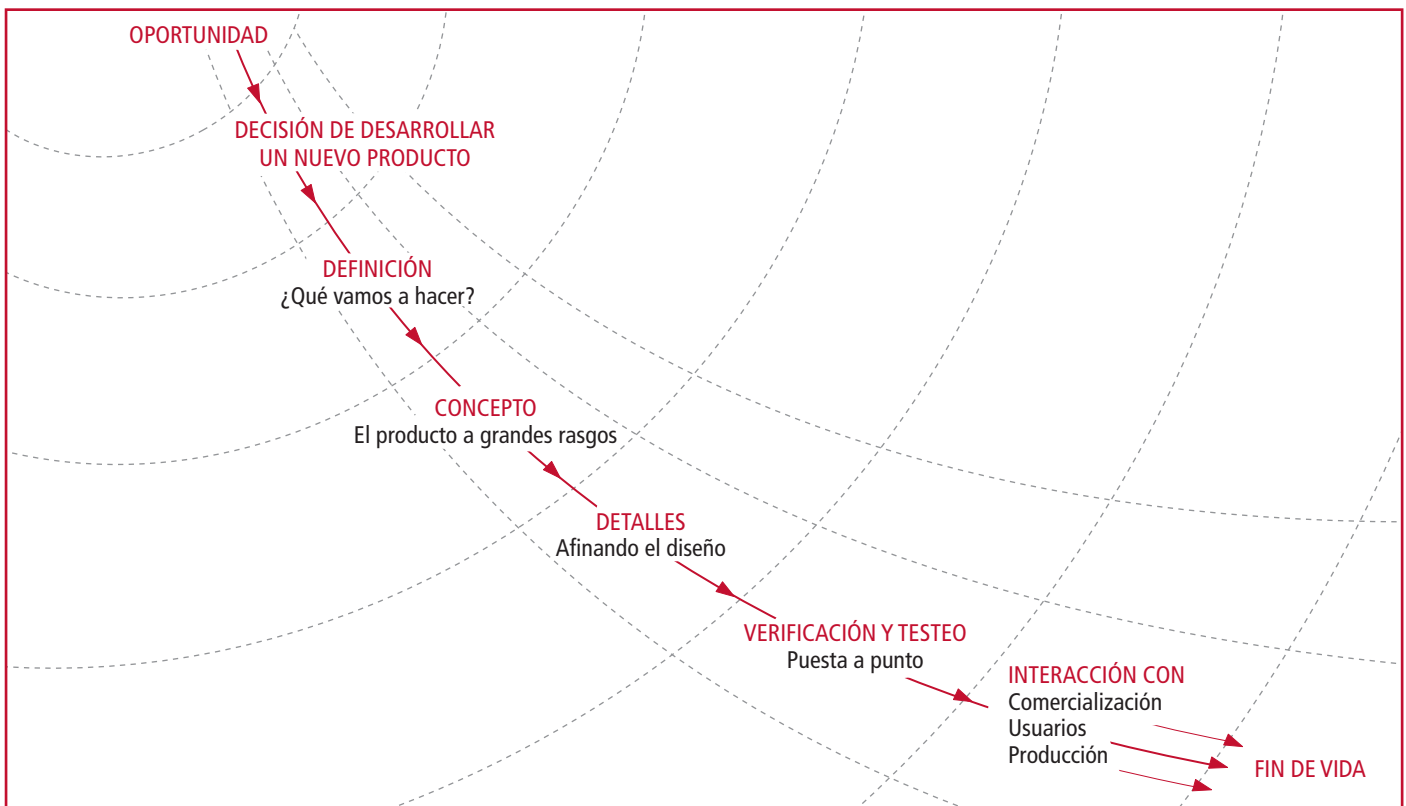 OPORTUNIDAD
DECISIÓN DE DESARROLLAR
UN NUEVO PRODUCTO
DEFINICIÓN
¿Qué vamos a hacer?
CONCEPTO
El producto a grandes rasgos
DETALLES
Afinando el diseño
VERIFICACIÓN Y TESTEO
Puesta a punto
INTERACCIÓN CON
Comercialización
Usuarios
Producción
FIN DE VIDA